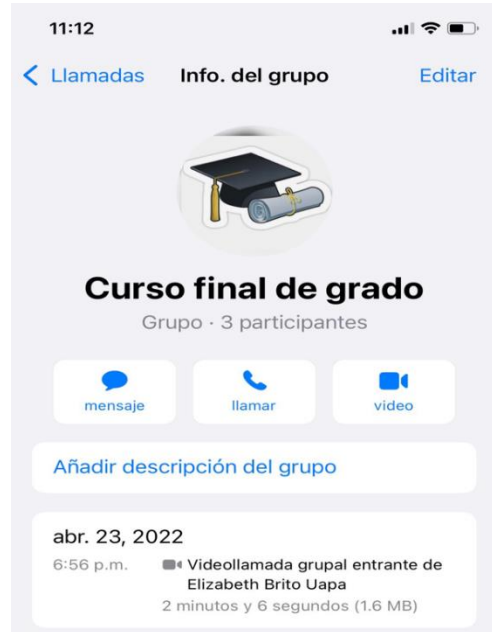 11:12
Llamadas Info. del grupo Editar
Curso final de grado
Grupo · 3 participantes
mensaje llamar video
Añadir descripción del grupo
abr. 23, 2022
6:56 p.m. Videollamada grupal entrante de
Elizabeth Brito Uapa
2 minutos y 6 segundos (1.6 MB)